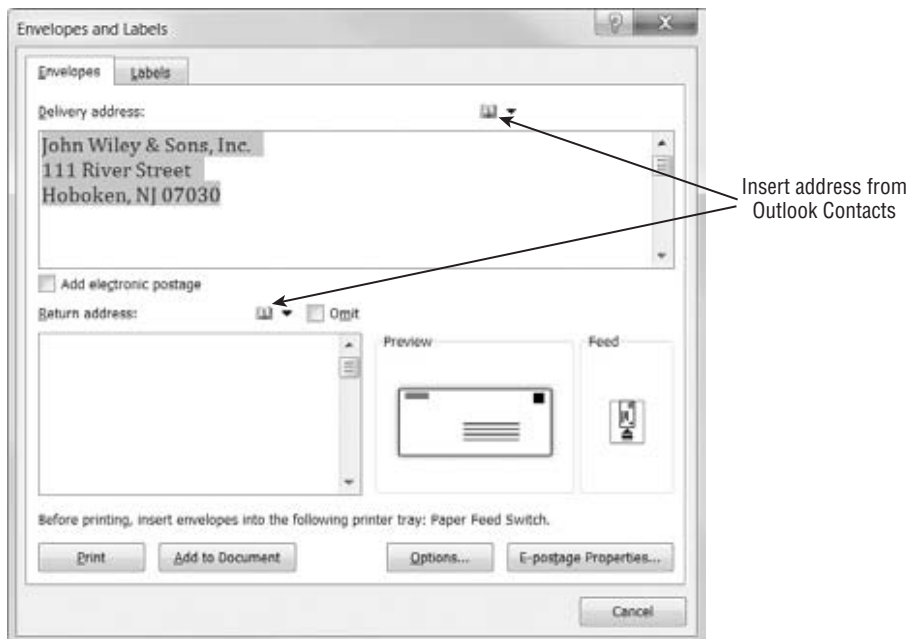 Envelopes and Labels
Envelopes
Labels
Delivery address:
John Wiley & Sons, Inc.
111 River Street
Hoboken, NJ 07030
Insert address from
Outlook Contacts
Add electronic postage
Return address:
Omit
Preview
Feed
Before printing, insert envelopes into the following printer tray: Paper Feed Switch.
Print
Add to Document
Options...
E-postage Properties...
Cancel